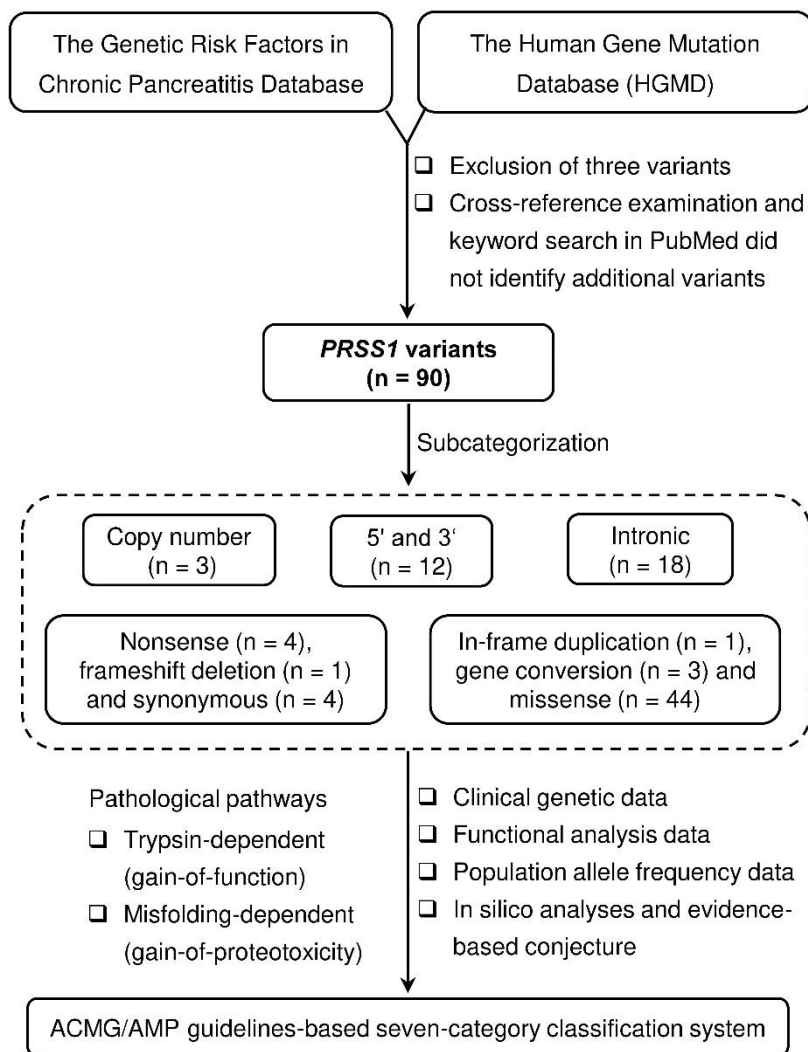 The Genetic Risk Factors in
Chronic Pancreatitis Database
The Human Gene Mutation
Database (HGMD)
❑ Exclusion of three variants
❑ Cross-reference examination and
keyword search in PubMed did
not identify additional variants
PRSS1 variants
(n = 90)
Subcategorization
Copy number
(n = 3)
5' and 3‘
(n = 12)
Intronic
(n = 18)
Nonsense (n = 4),
frameshift deletion (n = 1)
and synonymous (n = 4)
In-frame duplication (n = 1),
gene conversion (n = 3) and
missense (n = 44)
Pathological pathways
❑ Trypsin-dependent
(gain-of-function)
❑ Misfolding-dependent
(gain-of-proteotoxicity)
❑ Clinical genetic data
❑ Functional analysis data
❑ Population allele frequency data
❑ In silico analyses and evidence-
based conjecture
ACMG/AMP guidelines-based seven-category classification system